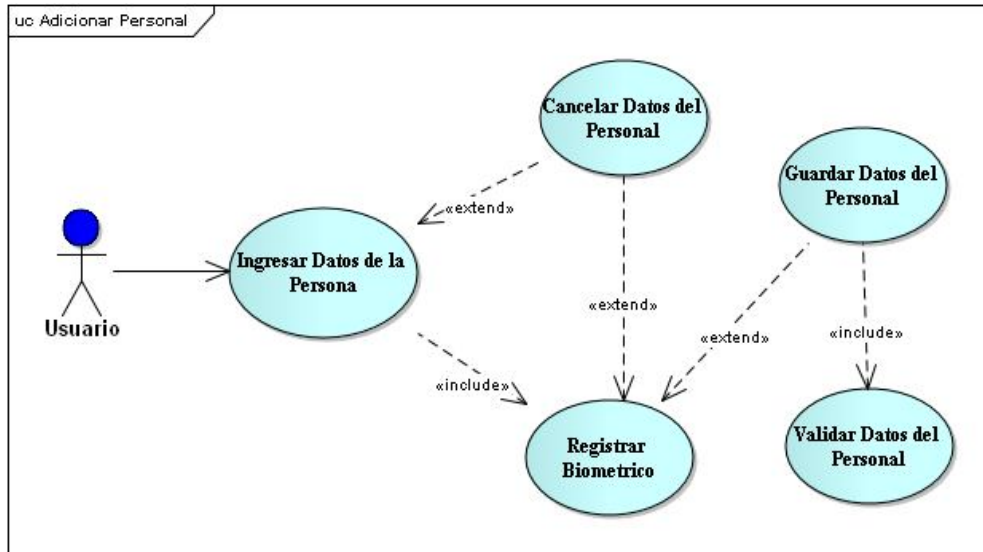 uc Adicionar Personal
Cancelar Datos del
Personal
Guardar Datos del
Personal
«extend»
Ingresar Datos de la
Persona
Usuario
«extend»
«extend»
«include»
«include»
Registrar
Biometrico
Validar Datos del
Personal